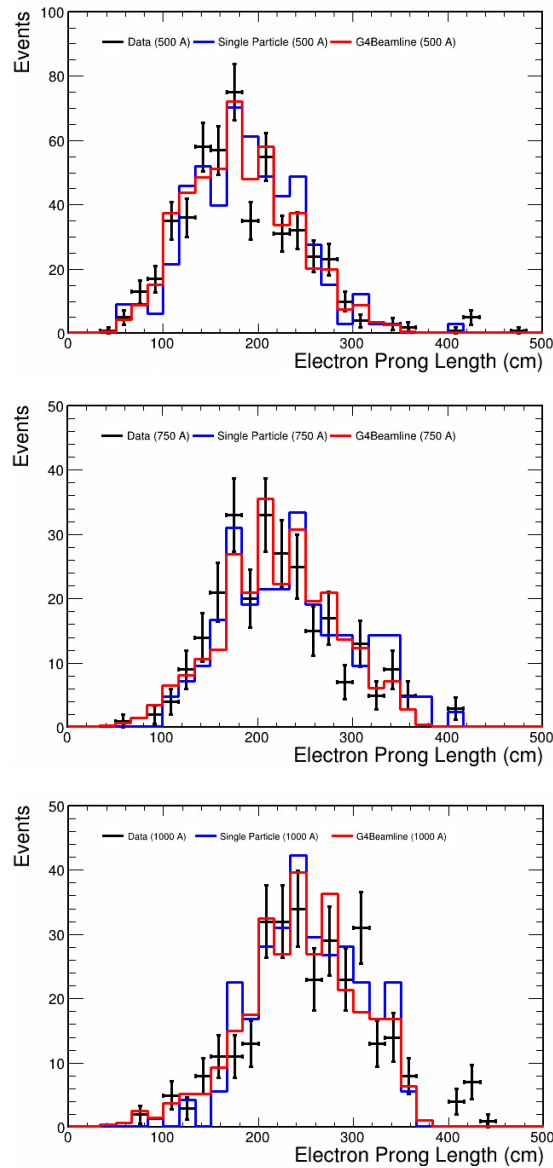 Events
100
80
60
40
20
0
Data (500 A) Single Particle (500 A) G4Beamline (500 A)
0 100 200 300 400 500
Electron Prong Length (cm)
Events
50
40
30
20
10
0
Data (750 A) Single Particle (750 A) G4Beamline (750 A)
0 100 200 300 400 500
Electron Prong Length (cm)
Events
50
40
30
20
10
0
Data (1000 A) Single Particle (1000 A) G4Beamline (1000 A)
0 100 200 300 400 500
Electron Prong Length (cm)